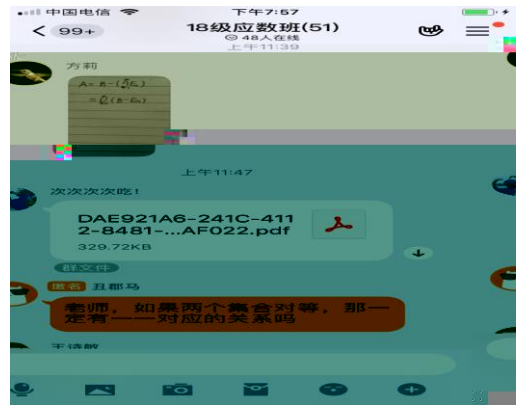 中国电信
下午7:57
99+
18级应数班(51)
48人在线
上午11:39
方莉
上午11:47
次次次次吃!
DAE921A6-241C-411
2-8481-...AF022.pdf
329.72KB
群文件
匿名 丑郡马
老师，如果两个集合对等，那一
定有一一对应的关系吗